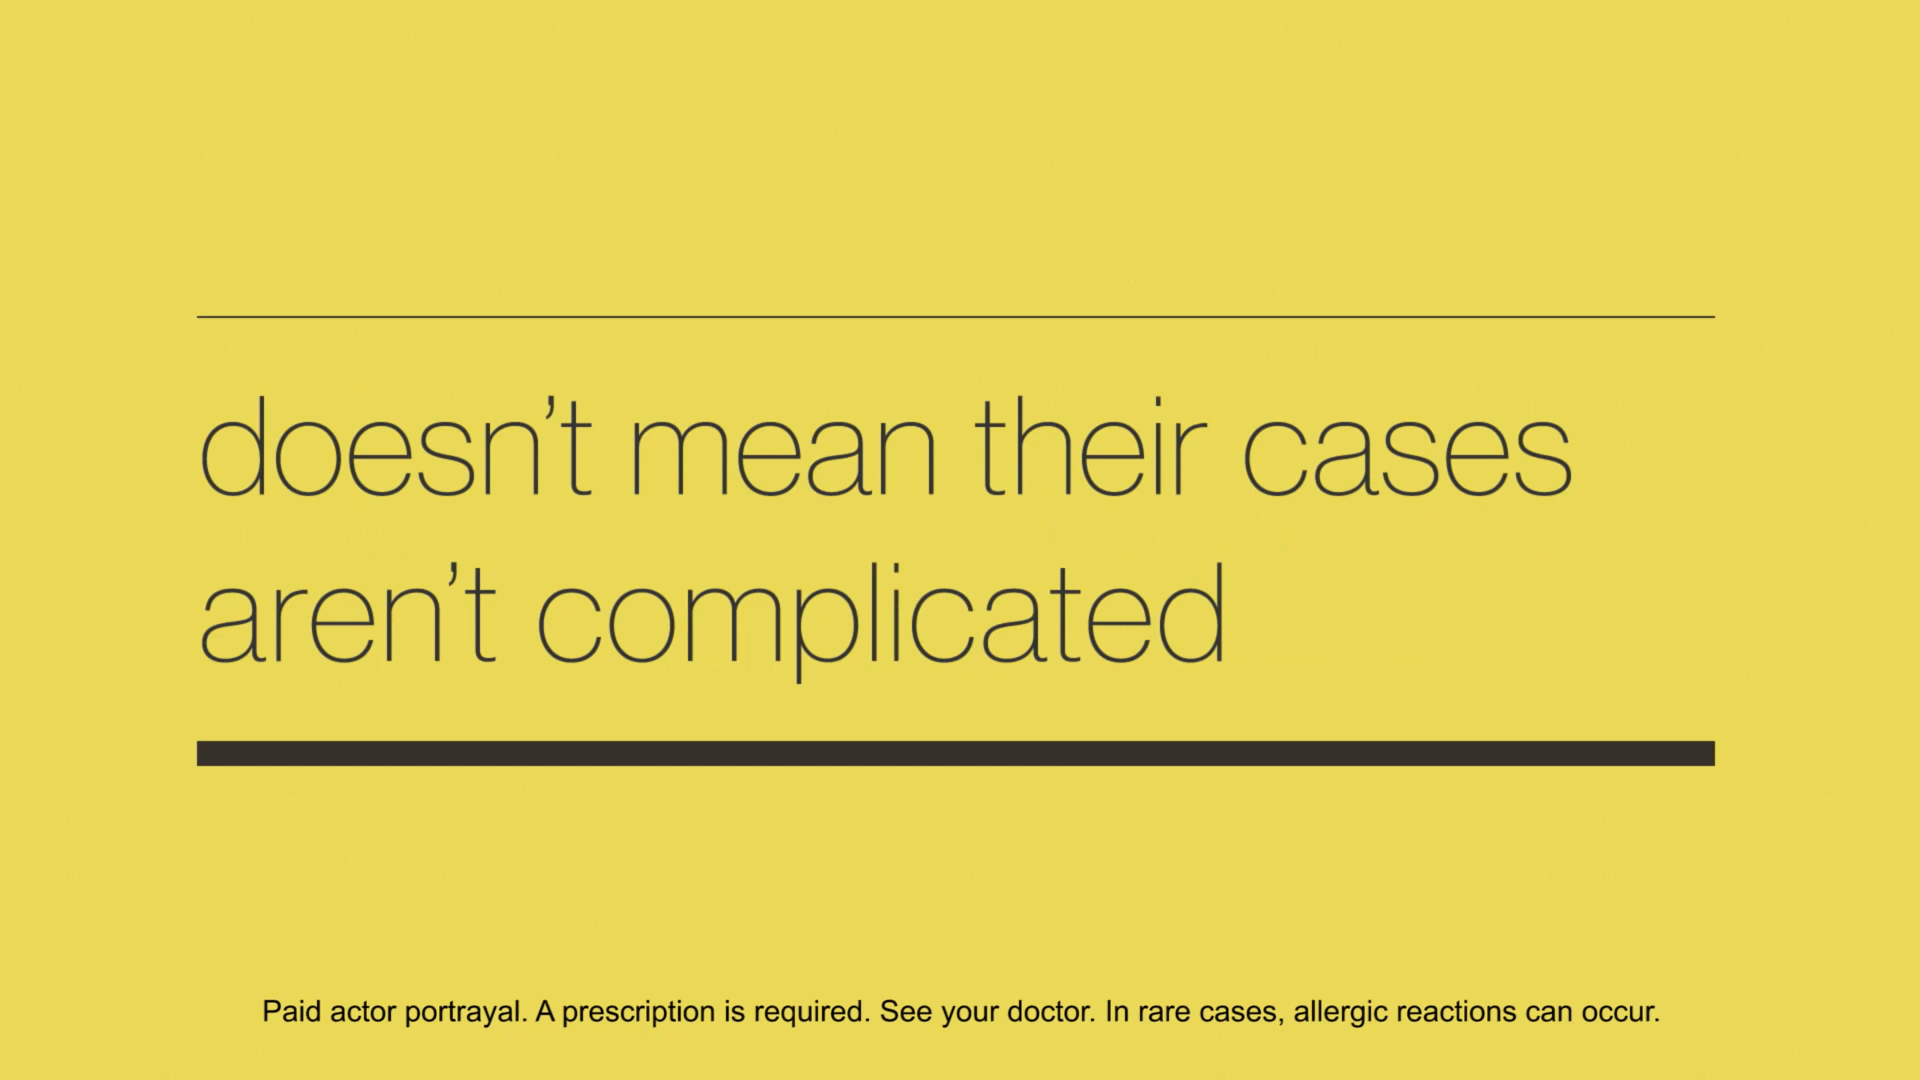 doesn’t mean their cases
aren’t complicated
Paid actor portrayal. A prescription is required. See your doctor. In rare cases, allergic reactions can occur.